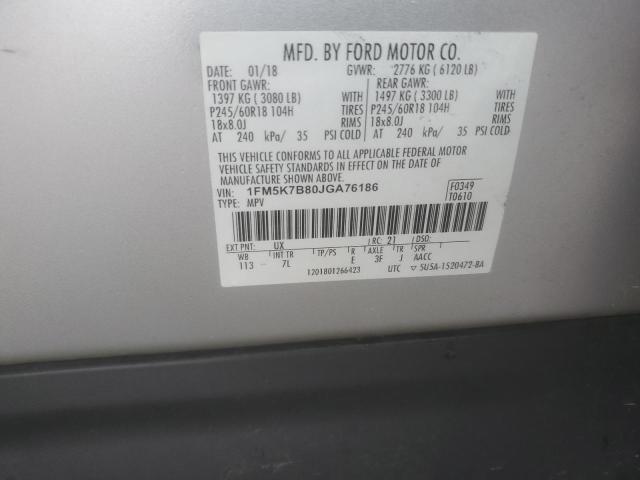 MFD. BY FORD MOTOR CO.
DATE: 01/18 GVWR: 2776 KG ( 6120 LB)
FRONT GAWR: REAR GAWR:
1397 KG ( 3080 LB) WITH 1497 KG ( 3300 LB) WITH
P245/60R18 104H TIRES P245/60R18 104H TIRES
18x8.0J RIMS 18x8.0J RIMS
AT 240 kPa/ 35 PSI COLD AT 240 kPa/ 35 PSI COLD
THIS VEHICLE CONFORMS TO ALL APPLICABLE FEDERAL MOTOR
VEHICLE SAFETY STANDARDS IN EFFECT ON THE DATE OF
MANUFACTURE SHOWN ABOVE.
VIN: 1FM5K7B80JGA76186 F0349
TYPE: MPV T0610
EXT PNT: UX RC: 21 DSO:
WB INT TR TP/PS R AXLE TR SPR
113 7L E 3F J AACC
1201801266423 UTC ▽ 5U5A-1520472-BA